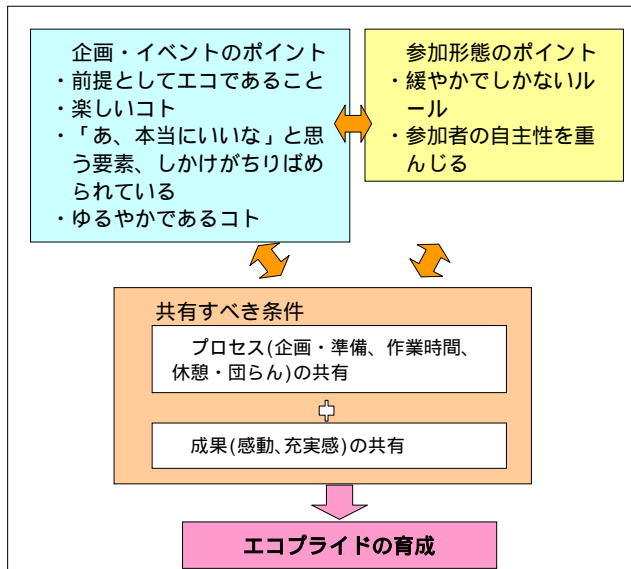 企画・イベントのポイント
・前提としてエコであること
・楽しいコト
・「あ、本当にいいな」と思
う要素、しかけがちりばめ
られている
・ゆるやかであるコト
参加形態のポイント
・緩やかでしかないル
ール
・参加者の自主性を重
んじる
共有すべき条件
プロセス(企画・準備、作業時間、
休憩・団らん)の共有
成果(感動、充実感)の共有
エコプライドの育成